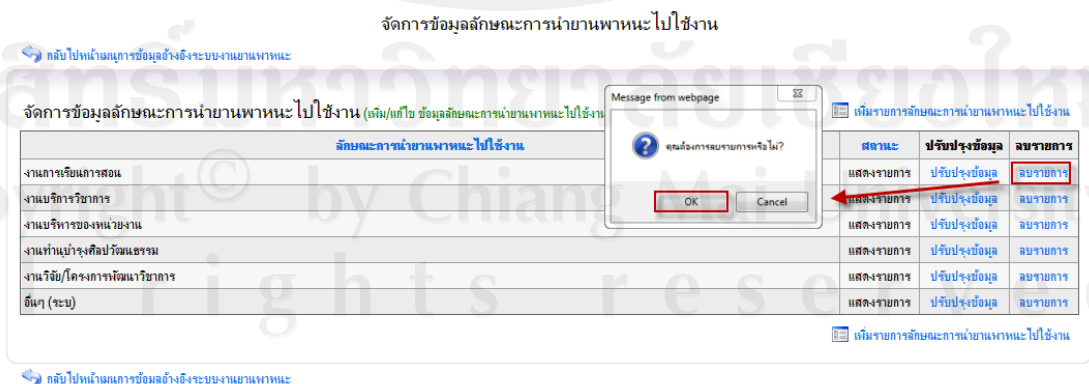 จัดการข้อมูลลักษณะการนำยานพาหนะไปใช้งาน
กลับไปหน้าเมนูการข้อมูลอ้างอิงระบบงานยานพาหนะ
จัดการข้อมูลลักษณะการนำยานพาหนะไปใช้งาน (เพิ่ม/แก้ไข ข้อมูลลักษณะการนำยานพาหนะไปใช้งาน
เพิ่มรายการลักษณะการนำยานพาหนะไปใช้งาน
Message from webpage
คุณต้องการลบรายการหรือไม่?
OK Cancel
ลักษณะการนำยานพาหนะไปใช้งาน สถานะ ปรับปรุงข้อมูล ลบรายการ
งานการเรียนการสอน แสดงรายการ ปรับปรุงข้อมูล ลบรายการ
งานบริการวิชาการ แสดงรายการ ปรับปรุงข้อมูล ลบรายการ
งานบริหารของหน่วยงาน แสดงรายการ ปรับปรุงข้อมูล ลบรายการ
งานทำนุบำรุงศิลปวัฒนธรรม แสดงรายการ ปรับปรุงข้อมูล ลบรายการ
งานวิจัย/โครงการพัฒนาวิชาการ แสดงรายการ ปรับปรุงข้อมูล ลบรายการ
อื่นๆ (ระบุ) แสดงรายการ ปรับปรุงข้อมูล ลบรายการ
เพิ่มรายการลักษณะการนำยานพาหนะไปใช้งาน
กลับไปหน้าเมนูการข้อมูลอ้างอิงระบบงานยานพาหนะ